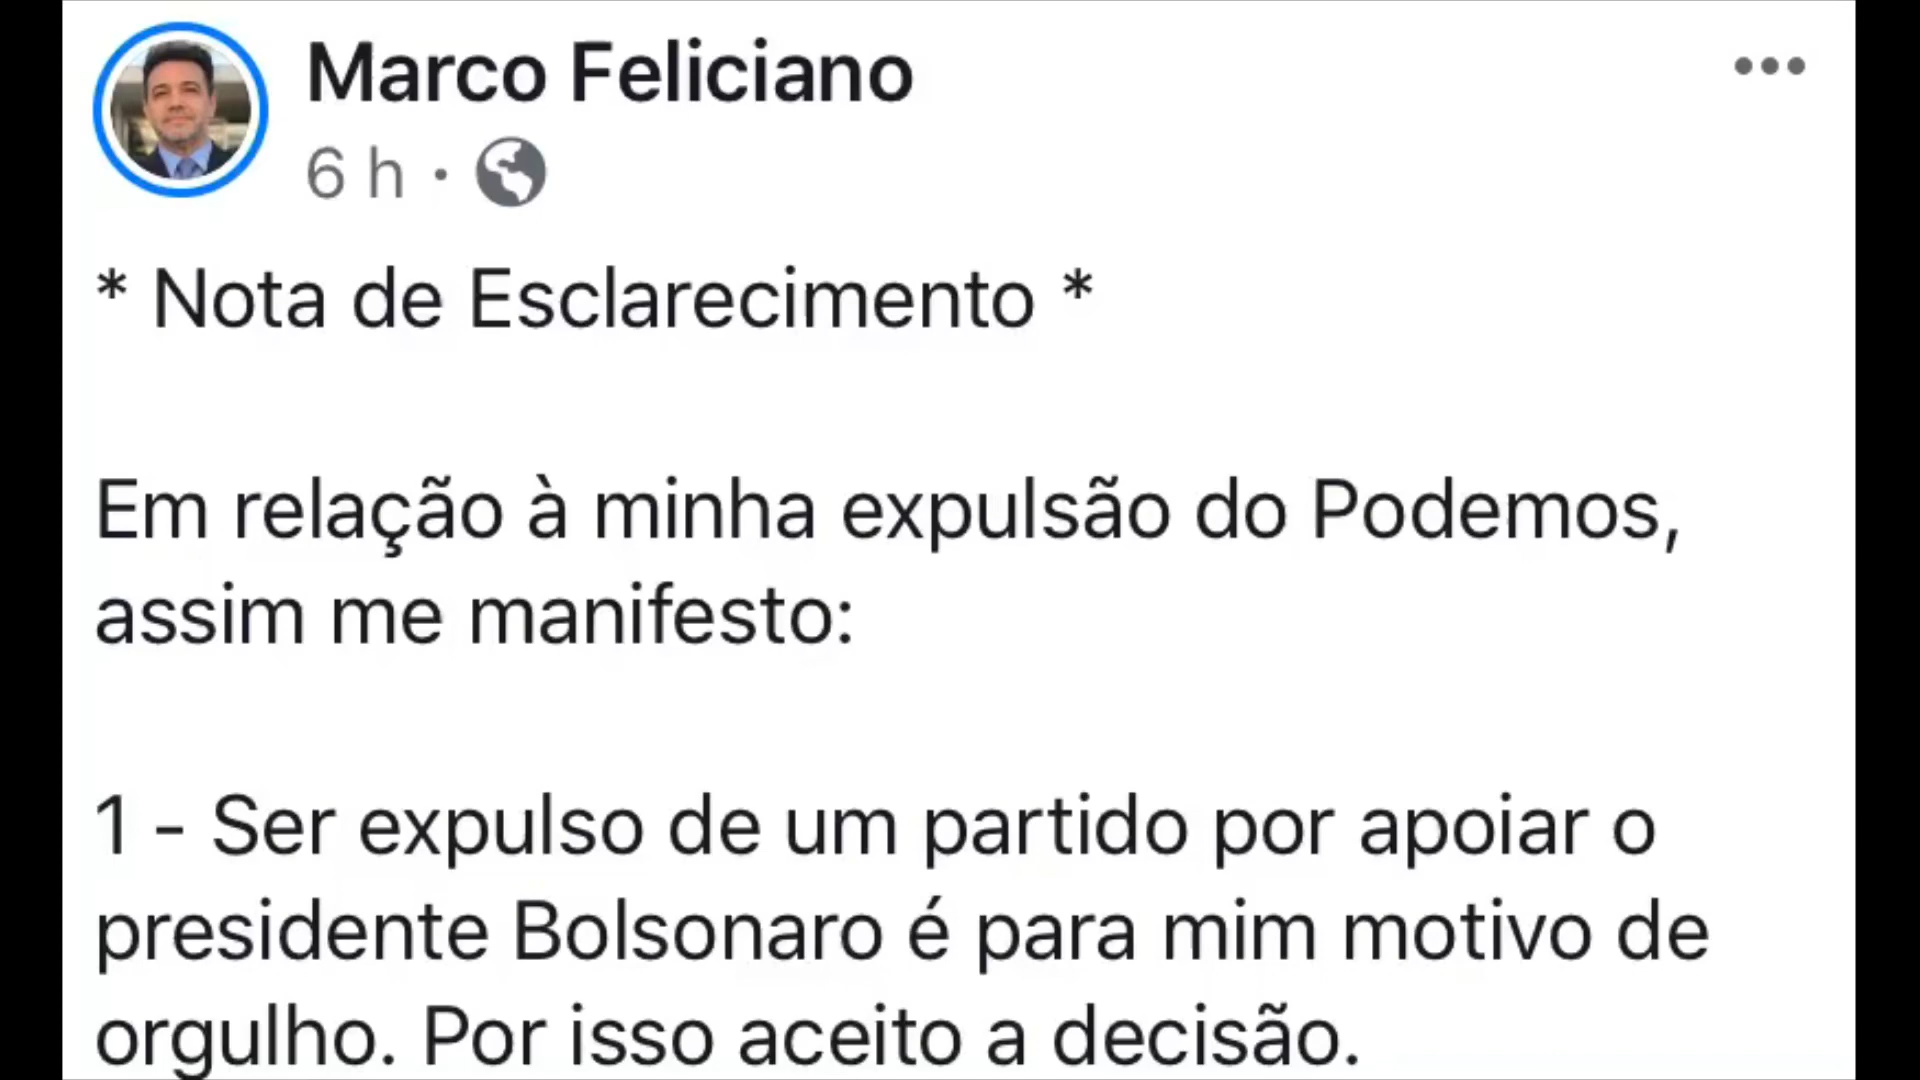 Marco Feliciano
6 h ·
* Nota de Esclarecimento *
Em relação à minha expulsão do Podemos,
assim me manifesto:
1 - Ser expulso de um partido por apoiar o
presidente Bolsonaro é para mim motivo de
orgulho. Por isso aceito a decisão.